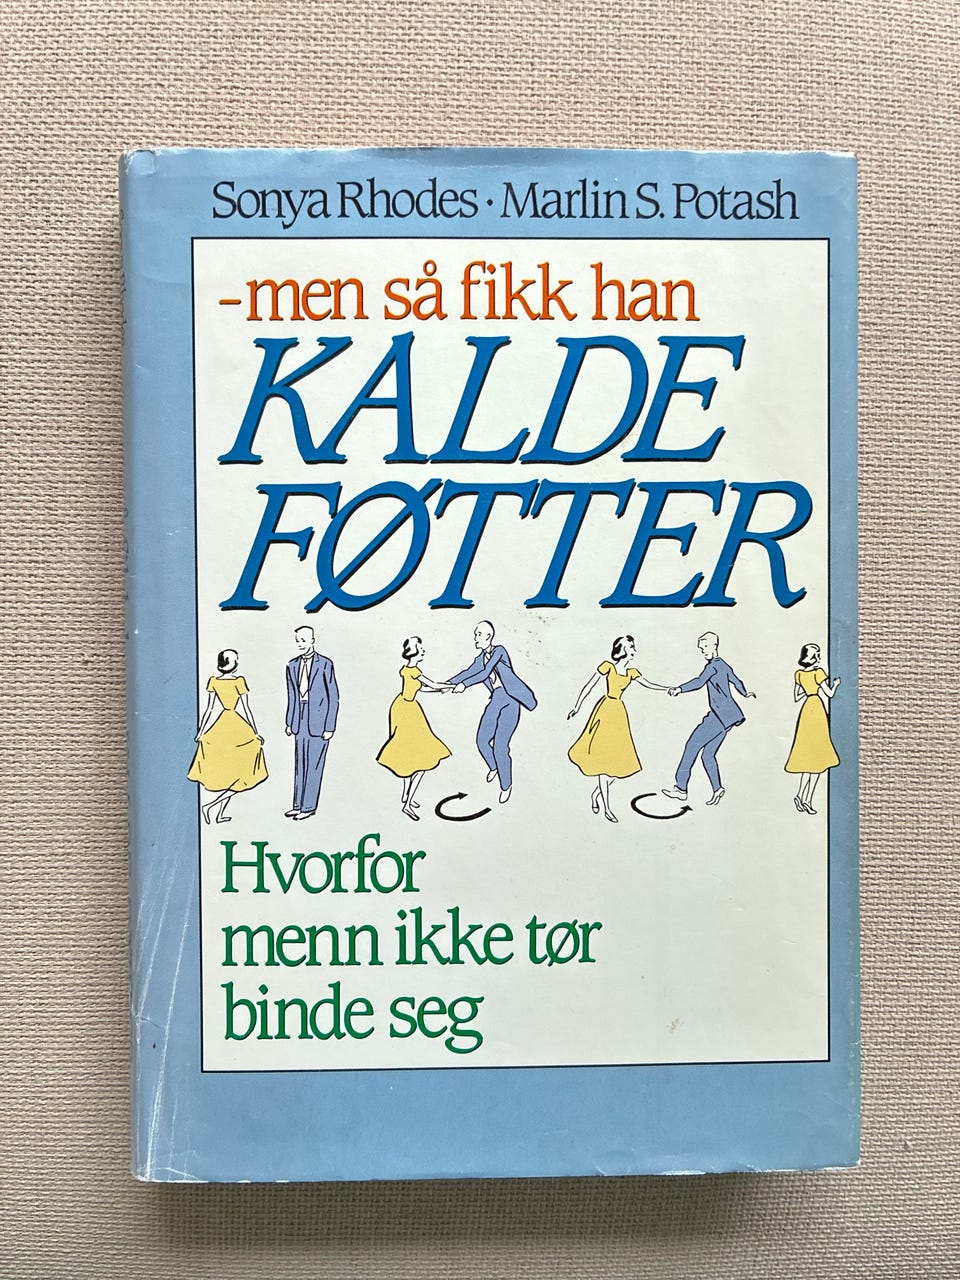 Sonya Rhodes · Marlin S. Potash
–men så fikk han
KALDE
FØTTER
Hvorfor
menn ikke tør
binde seg